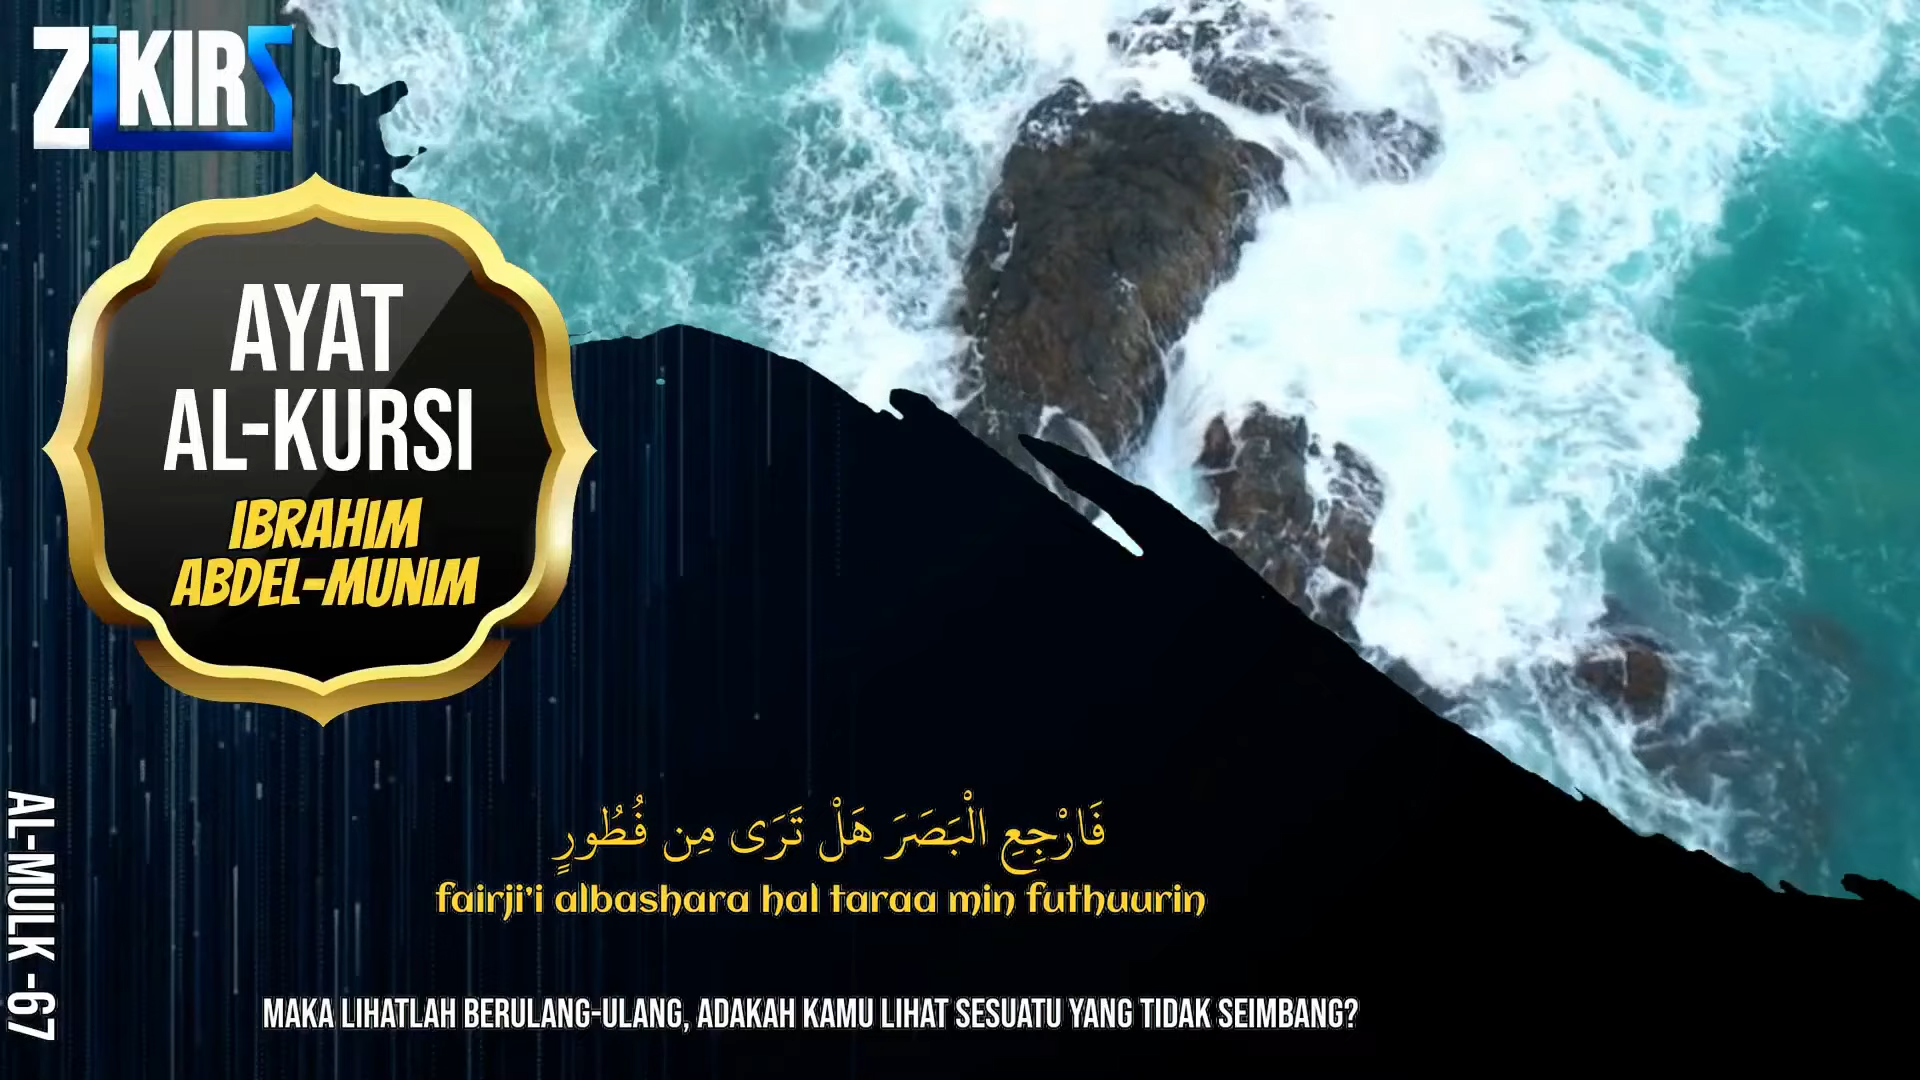 ZiKIRS
AYAT
AL-KURSI
IBRAHIM
ABDEL-MUNIM
فَارْجِعِ الْبَصَرَ هَلْ تَرَى مِن فُطُورٍ
fairji'i albashara hal taraa min futhuurin
MAKA LIHATLAH BERULANG-ULANG, ADAKAH KAMU LIHAT SESUATU YANG TIDAK SEIMBANG?
AL-MULK -67